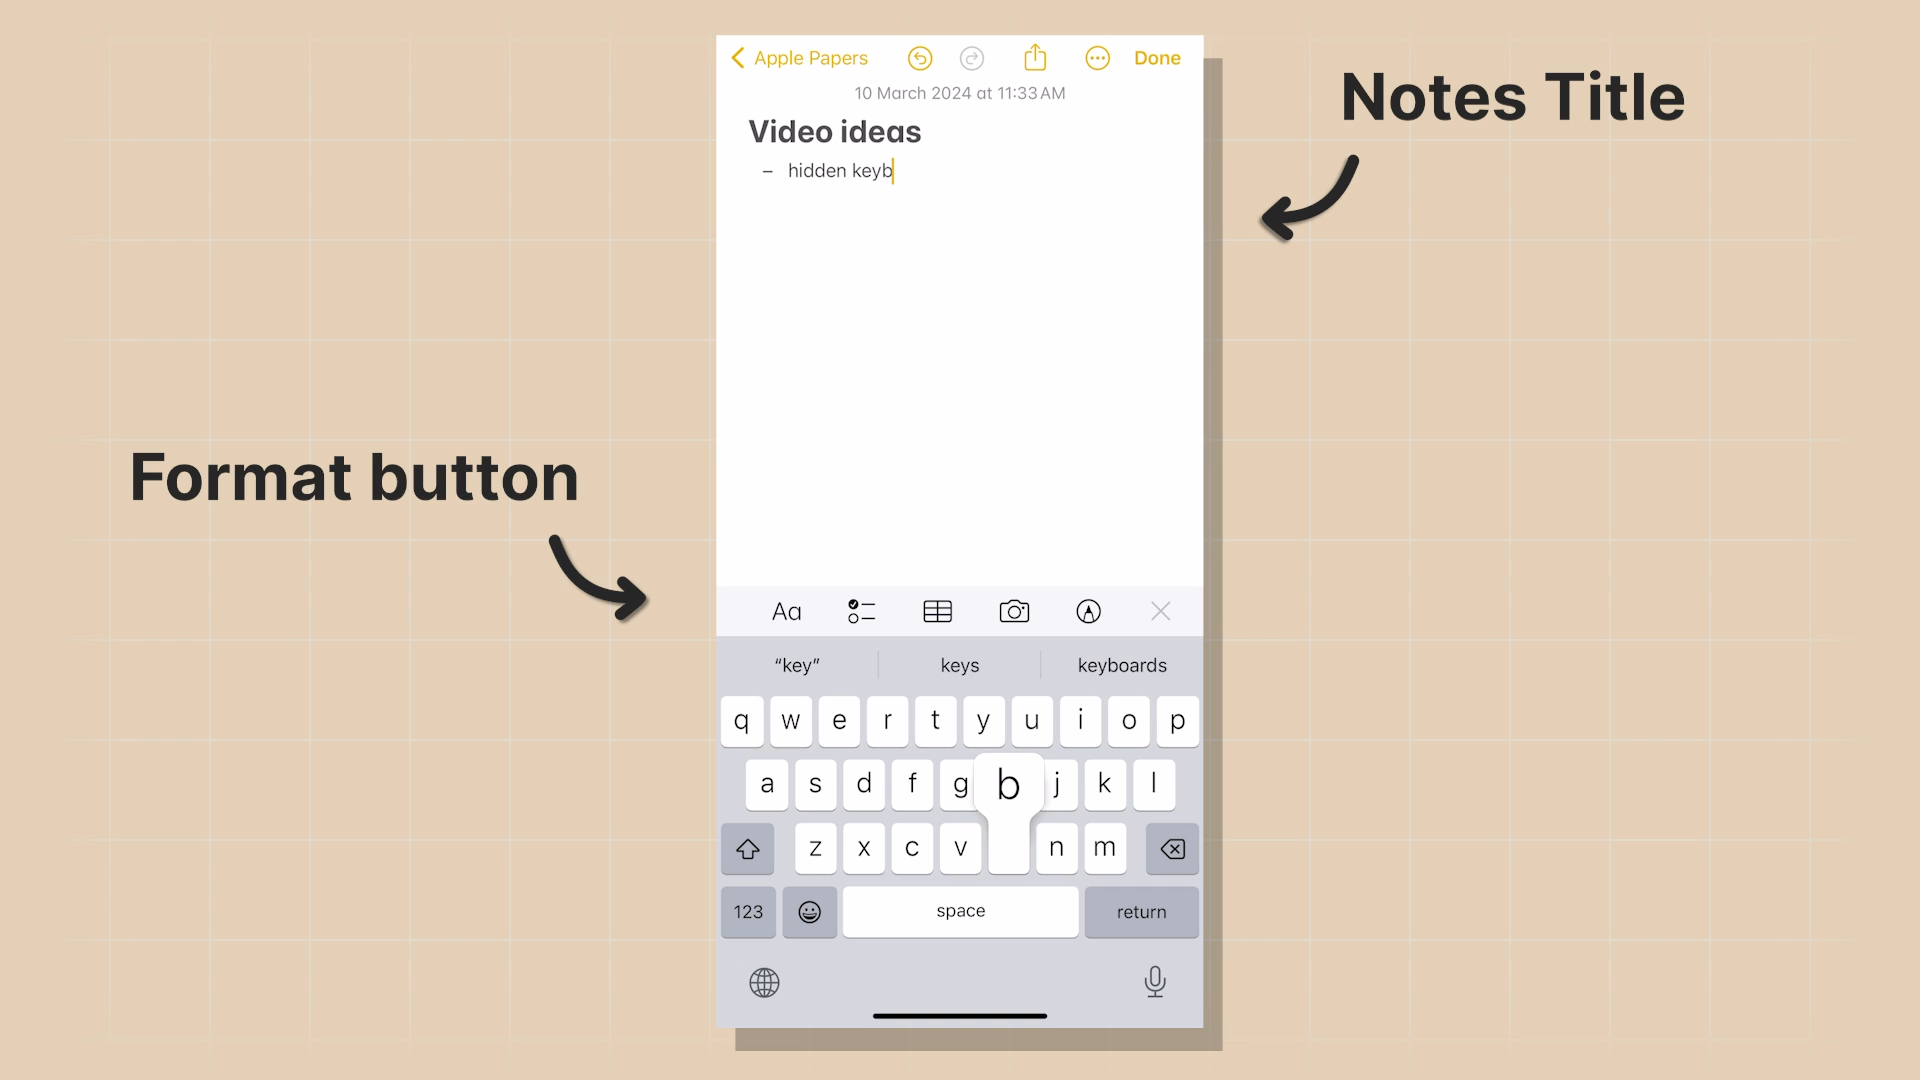 Apple Papers Done
10 March 2024 at 11:33 AM
Notes Title
Video ideas
– hidden keyb
Format button
Aa
“key” keys keyboards
q w e r t y u i o p
a s d f g b j k l
z x c v n m
123 space return